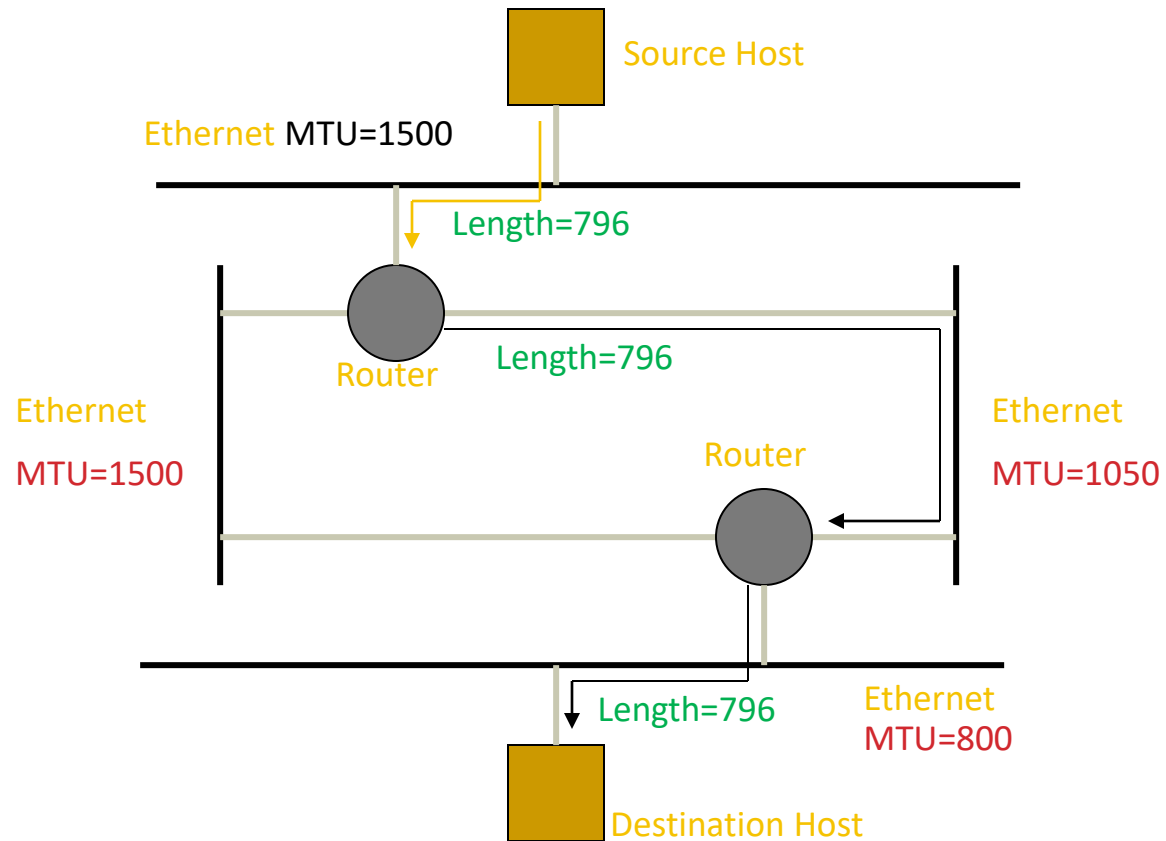 Source Host
Ethernet MTU=1500
Length=796
Length=796
Router
Ethernet
MTU=1500
Ethernet
MTU=1050
Router
Length=796
Ethernet
MTU=800
Destination Host